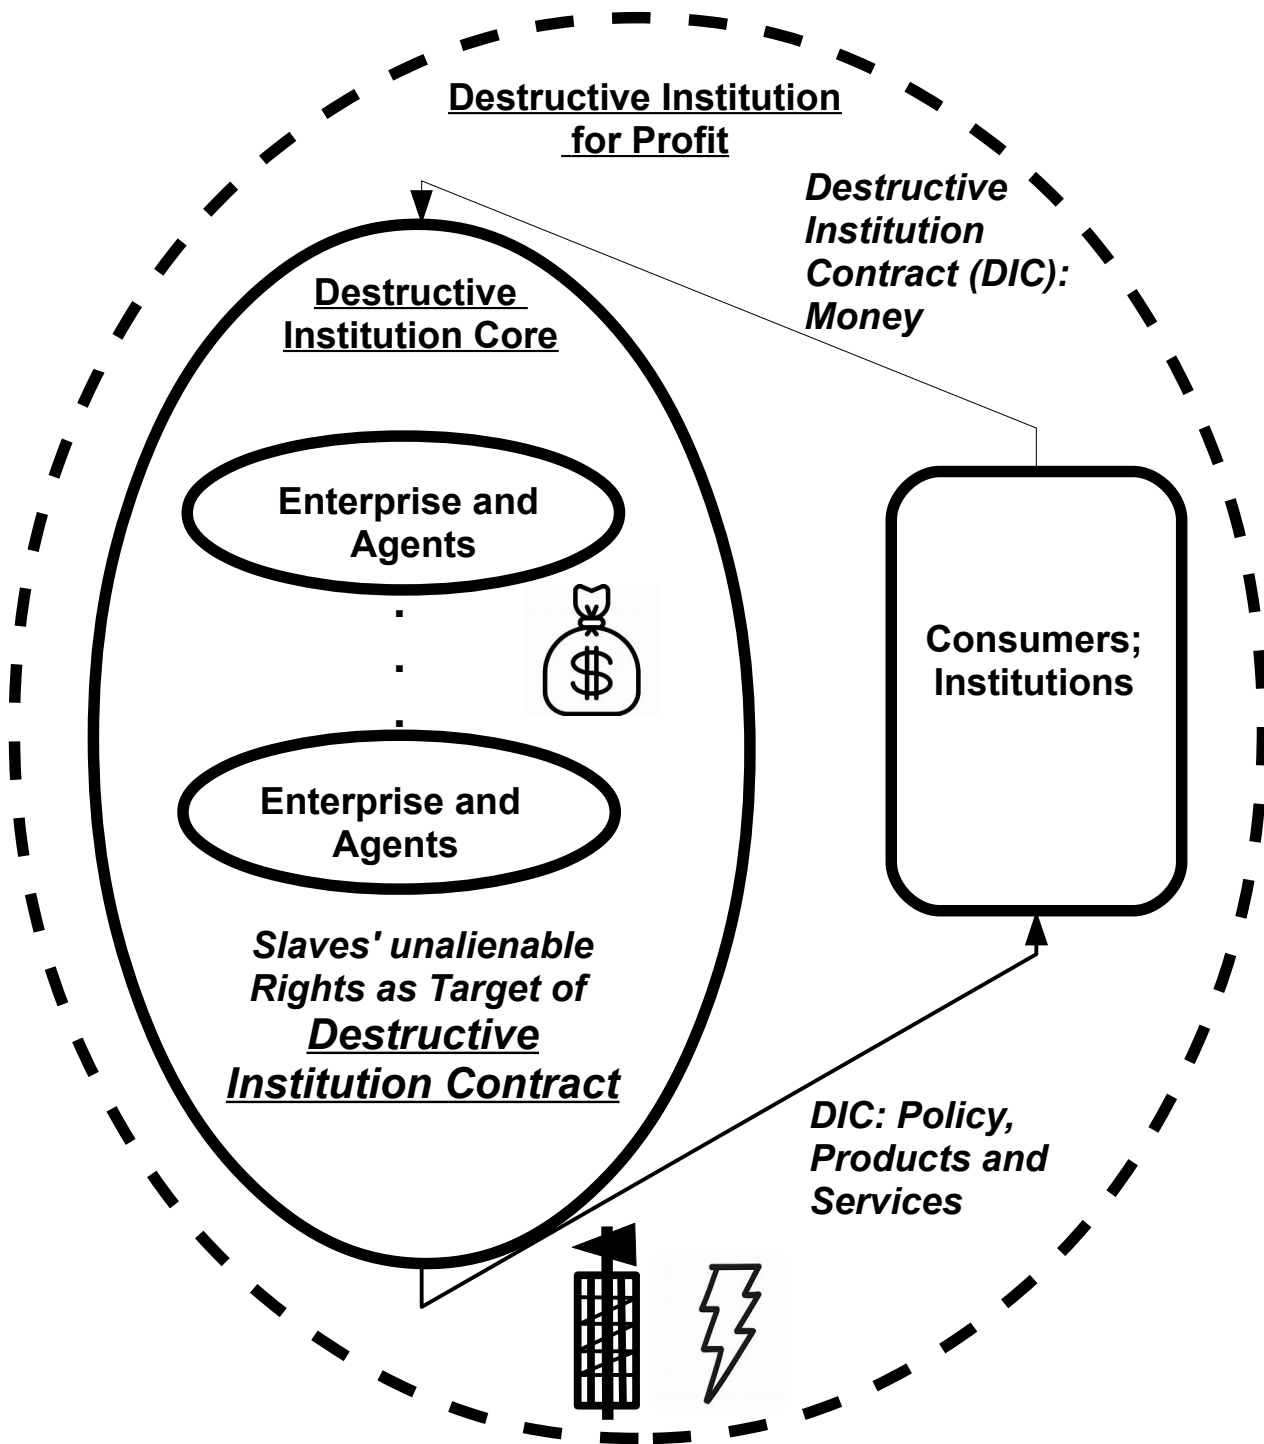 Destructive Institution
for Profit
Destructive
Institution
Contract (DIC):
Money
Destructive
Institution Core
Enterprise and
Agents
.
.
.
$
Enterprise and
Agents
Consumers;
Institutions
Slaves' unalienable
Rights as Target of
Destructive
Institution Contract
DIC: Policy,
Products and
Services